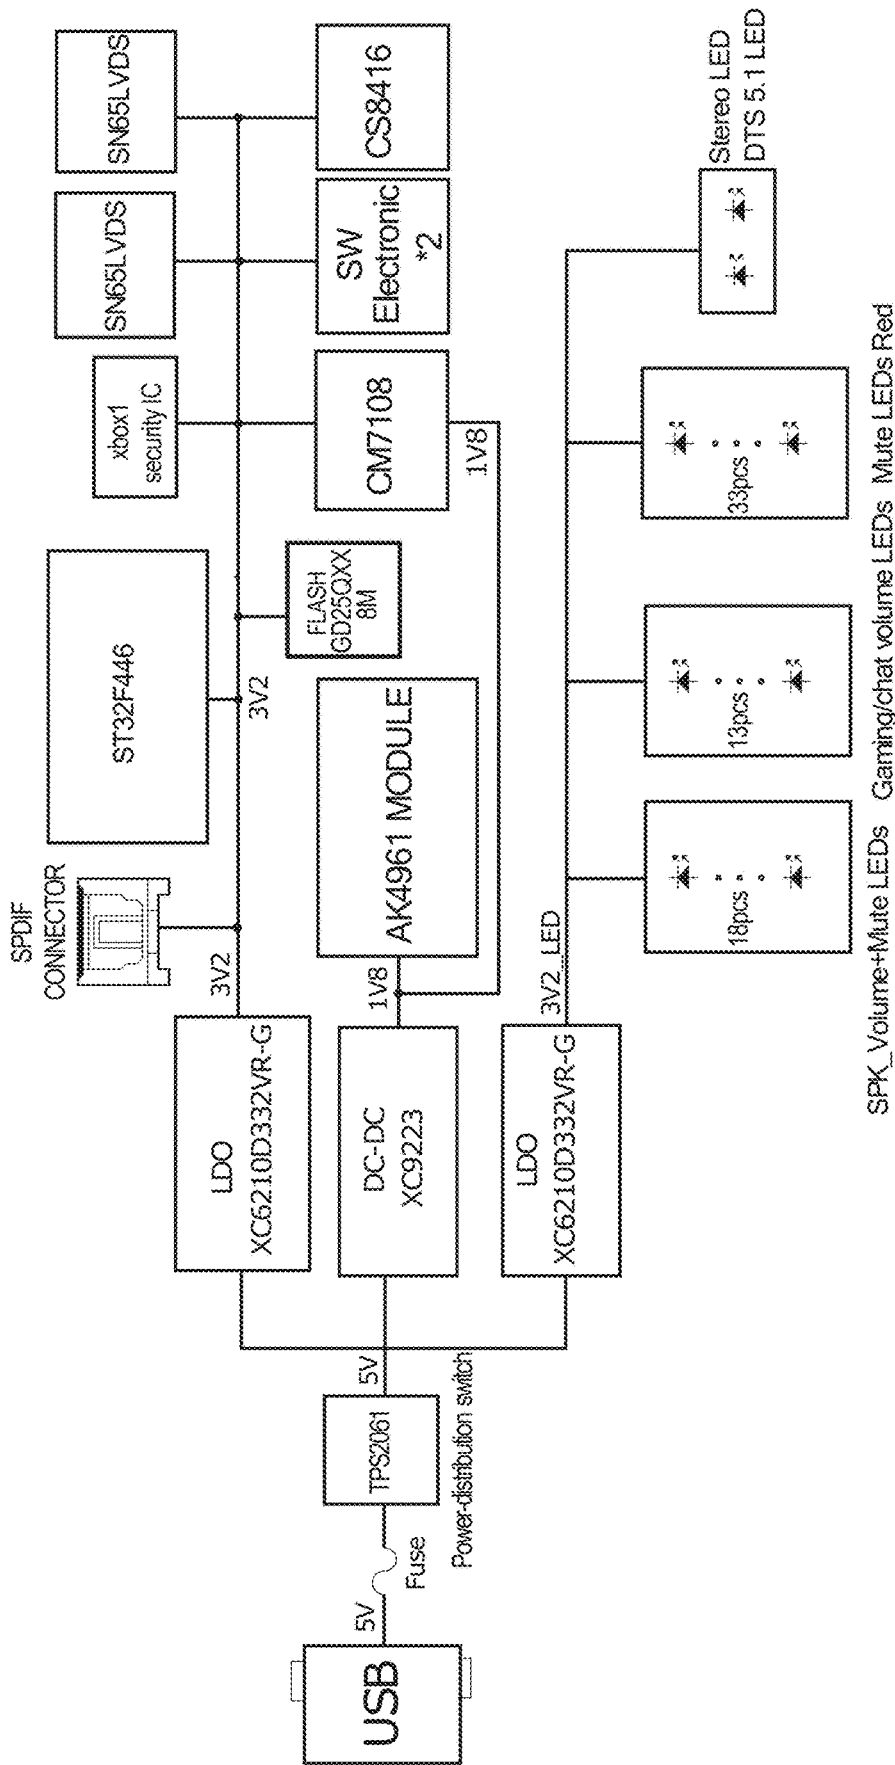 USB
5V
Fuse
TPS2061
Power-distribution switch
5V
LDO
XC6210D332VR-G
3V2
SPDIF
CONNECTOR
ST32F446
3V2
xbox1
security IC
SN65LVDS
SN65LVDS
FLASH
GD25QXX
8M
CM7108
1V8
SW
Electronic
*2
CS8416
DC-DC
XC9223
1V8
AK4961 MODULE
LDO
XC6210D332VR-G
3V2_LED
18pcs
13pcs
33pcs
Stereo LED
DTS 5.1 LED
SPK_Volume+Mute LEDs
Gaming/chat volume LEDs
Mute LEDs Red